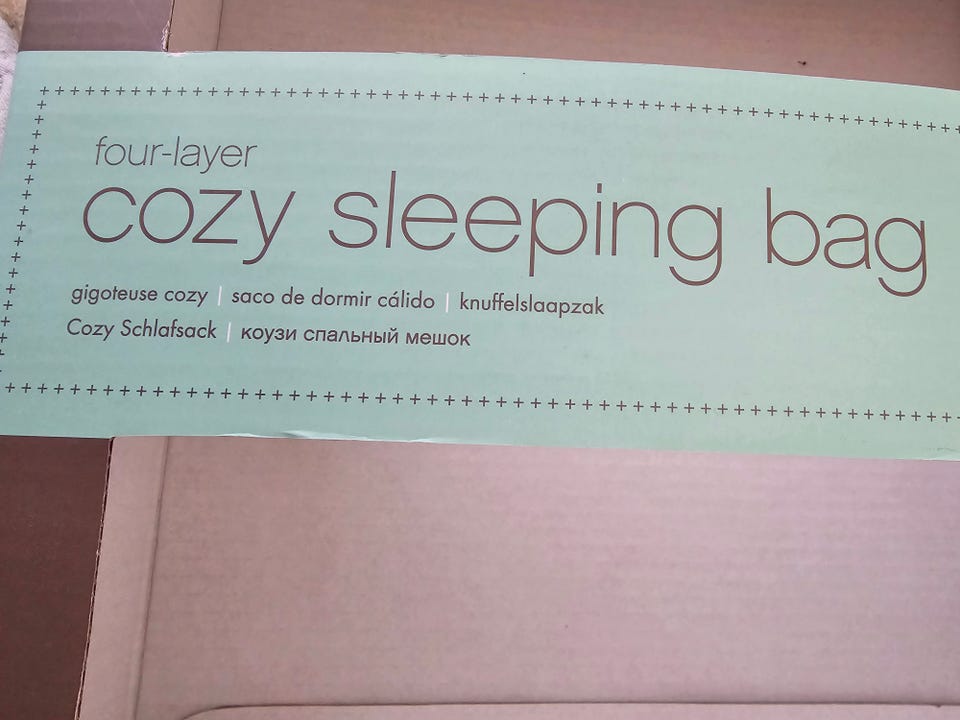 four-layer
cozy sleeping bag
gigoteuse cozy | saco de dormir cálido | knuffelslaapzak
Cozy Schlafsack | коузи спальный мешок